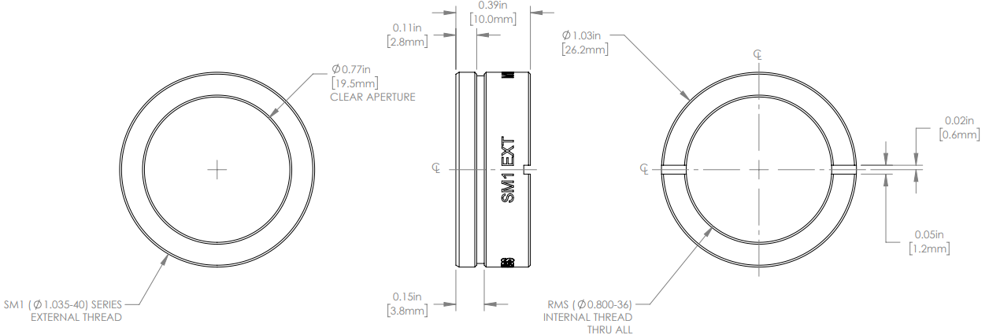 0.39in
[10.0mm]
0.11in
[2.8mm]
Ø1.03in
[26.2mm]
℄
Ø0.77in
[19.5mm]
CLEAR APERTURE
0.02in
[0.6mm]
SM1 EXT
℄
℄
0.05in
[1.2mm]
0.15in
[3.8mm]
SM1 (Ø1.035-40) SERIES
EXTERNAL THREAD
RMS (Ø0.800-36)
INTERNAL THREAD
THRU ALL